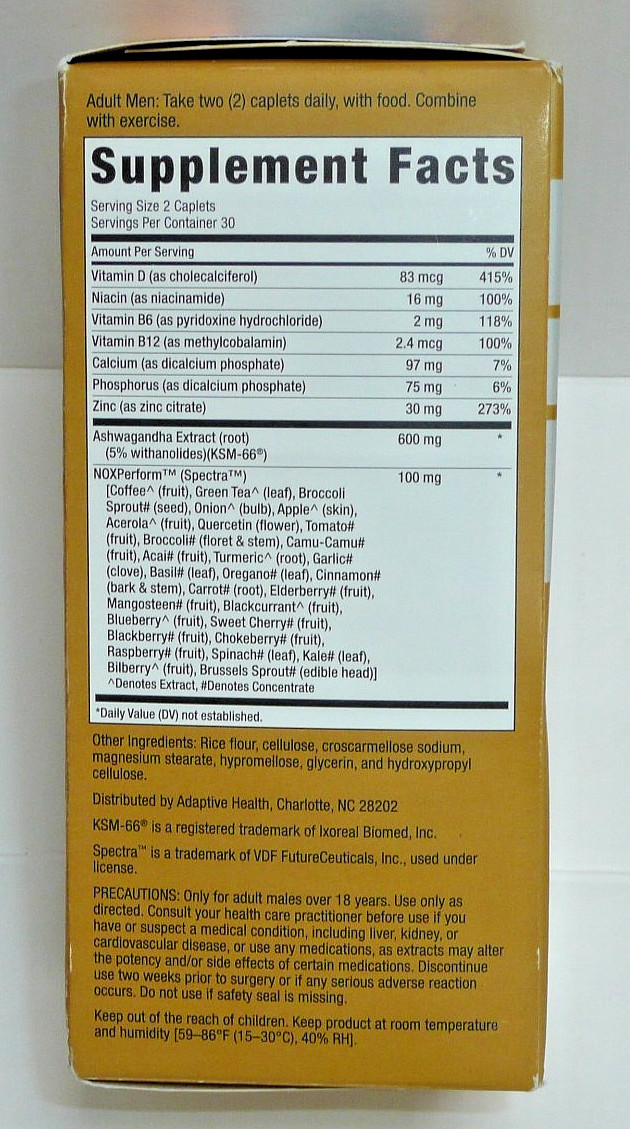 Adult Men: Take two (2) caplets daily, with food. Combine
with exercise.
Supplement Facts
Serving Size 2 Caplets
Servings Per Container 30
Amount Per Serving % DV
Vitamin D (as cholecalciferol) 83 mcg 415%
Niacin (as niacinamide) 16 mg 100%
Vitamin B6 (as pyridoxine hydrochloride) 2 mg 118%
Vitamin B12 (as methylcobalamin) 2.4 mcg 100%
Calcium (as dicalcium phosphate) 97 mg 7%
Phosphorus (as dicalcium phosphate) 75 mg 6%
Zinc (as zinc citrate) 30 mg 273%
Ashwagandha Extract (root) 600 mg *
(5% withanolides)(KSM-66®)
NOXPerform™ (Spectra™) 100 mg *
[Coffee^ (fruit), Green Tea^ (leaf), Broccoli
Sprout# (seed), Onion^ (bulb), Apple^ (skin),
Acerola^ (fruit), Quercetin (flower), Tomato#
(fruit), Broccoli# (floret & stem), Camu-Camu#
(fruit), Acai# (fruit), Turmeric^ (root), Garlic#
(clove), Basil# (leaf), Oregano# (leaf), Cinnamon#
(bark & stem), Carrot# (root), Elderberry# (fruit),
Mangosteen# (fruit), Blackcurrant^ (fruit),
Blueberry^ (fruit), Sweet Cherry# (fruit),
Blackberry# (fruit), Chokeberry# (fruit),
Raspberry# (fruit), Spinach# (leaf), Kale# (leaf),
Bilberry^ (fruit), Brussels Sprout# (edible head)]
^Denotes Extract, #Denotes Concentrate
*Daily Value (DV) not established.
Other Ingredients: Rice flour, cellulose, croscarmellose sodium,
magnesium stearate, hypromellose, glycerin, and hydroxypropyl
cellulose.
Distributed by Adaptive Health, Charlotte, NC 28202
KSM-66® is a registered trademark of Ixoreal Biomed, Inc.
Spectra™ is a trademark of VDF FutureCeuticals, Inc., used under
license.
PRECAUTIONS: Only for adult males over 18 years. Use only as
directed. Consult your health care practitioner before use if you
have or suspect a medical condition, including liver, kidney, or
cardiovascular disease, or use any medications, as extracts may alter
the potency and/or side effects of certain medications. Discontinue
use two weeks prior to surgery or if any serious adverse reaction
occurs. Do not use if safety seal is missing.
Keep out of the reach of children. Keep product at room temperature
and humidity [59–86°F (15–30°C), 40% RH].